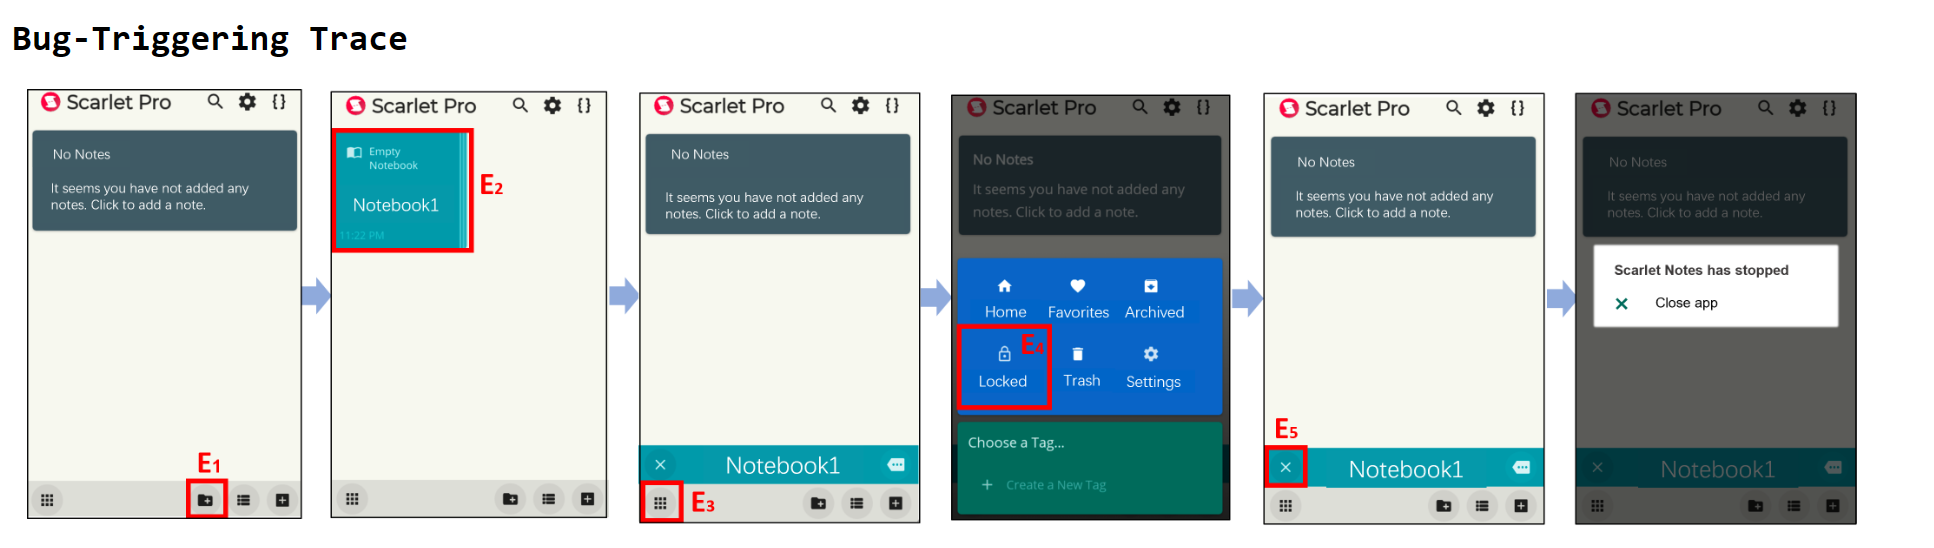 Bug-Triggering Trace
Scarlet Pro {}
No Notes
It seems you have not added any
notes. Click to add a note.
E1
Scarlet Pro {}
Empty
Notebook
Notebook1
11:22 PM
E2
Scarlet Pro {}
No Notes
It seems you have not added any
notes. Click to add a note.
Notebook1
E3
Scarlet Pro {}
No Notes
It seems you have not added any
notes. Click to add a note.
Home Favorites Archived
E4
Locked Trash Settings
Choose a Tag...
+ Create a New Tag
Scarlet Pro {}
No Notes
It seems you have not added any
notes. Click to add a note.
E5
Notebook1
Scarlet Pro {}
No Notes
It seems you have not added any
notes. Click to add a note.
Scarlet Notes has stopped
Close app
Notebook1